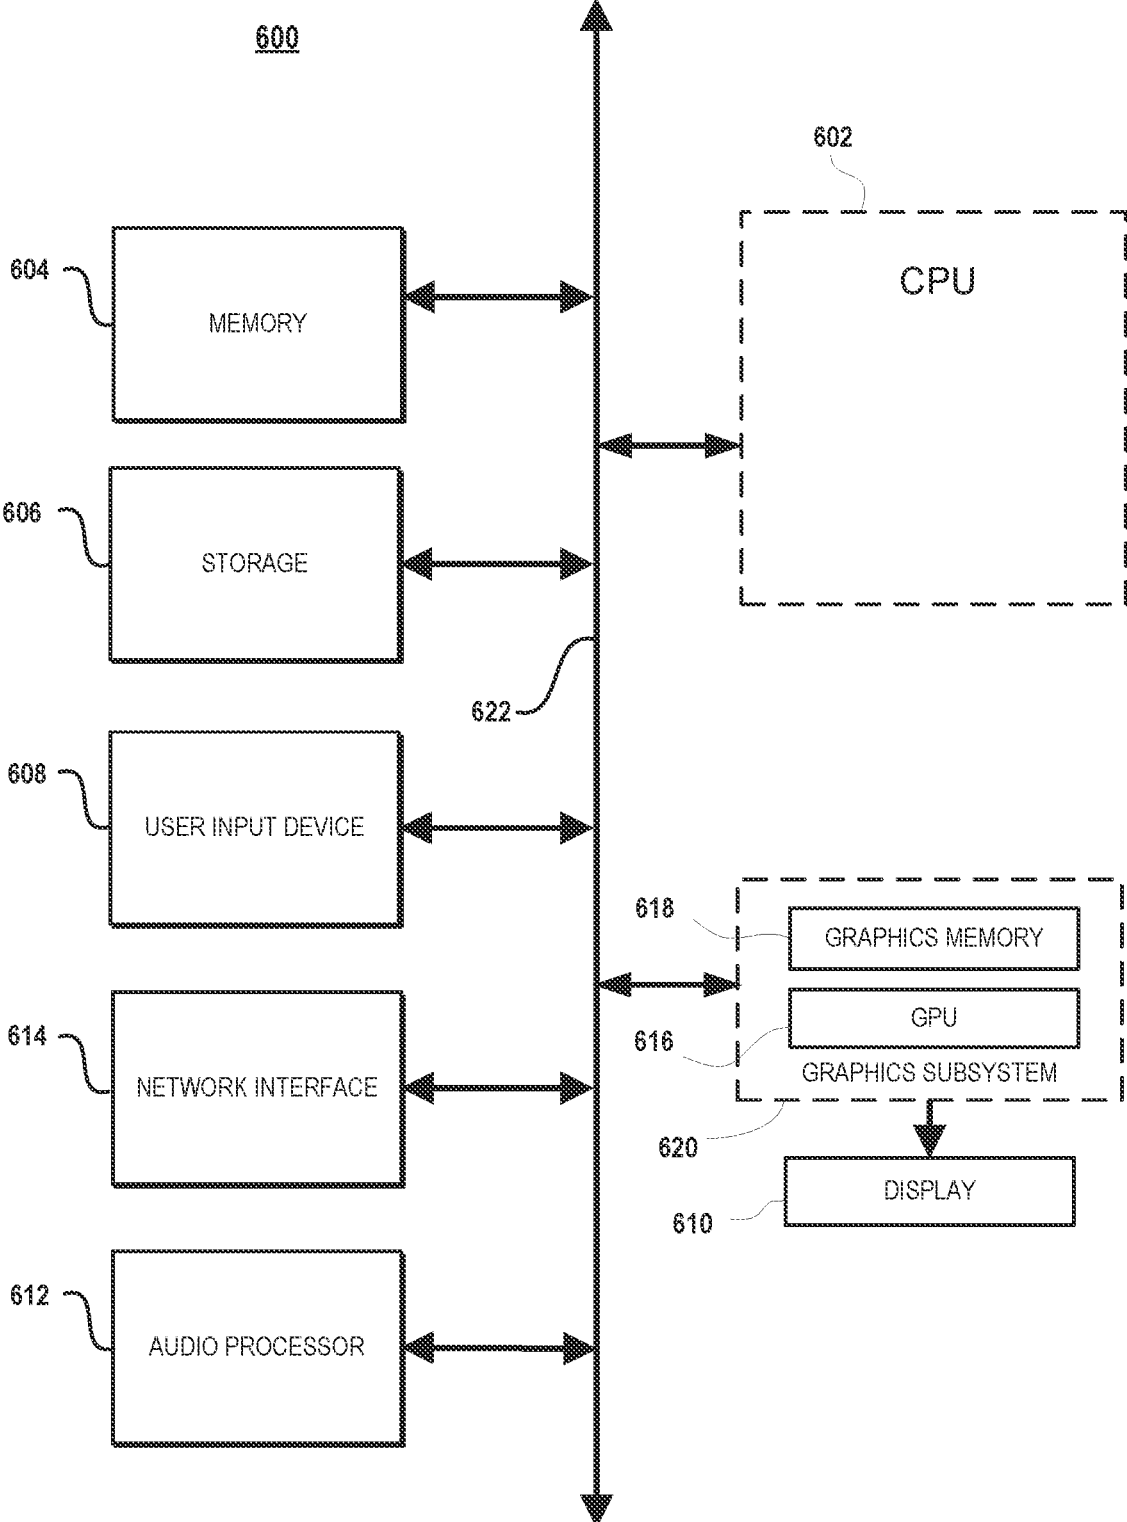 600
602
CPU
604
MEMORY
606
STORAGE
622
608
USER INPUT DEVICE
618
GRAPHICS MEMORY
616
GPU
GRAPHICS SUBSYSTEM
620
614
NETWORK INTERFACE
DISPLAY
610
612
AUDIO PROCESSOR